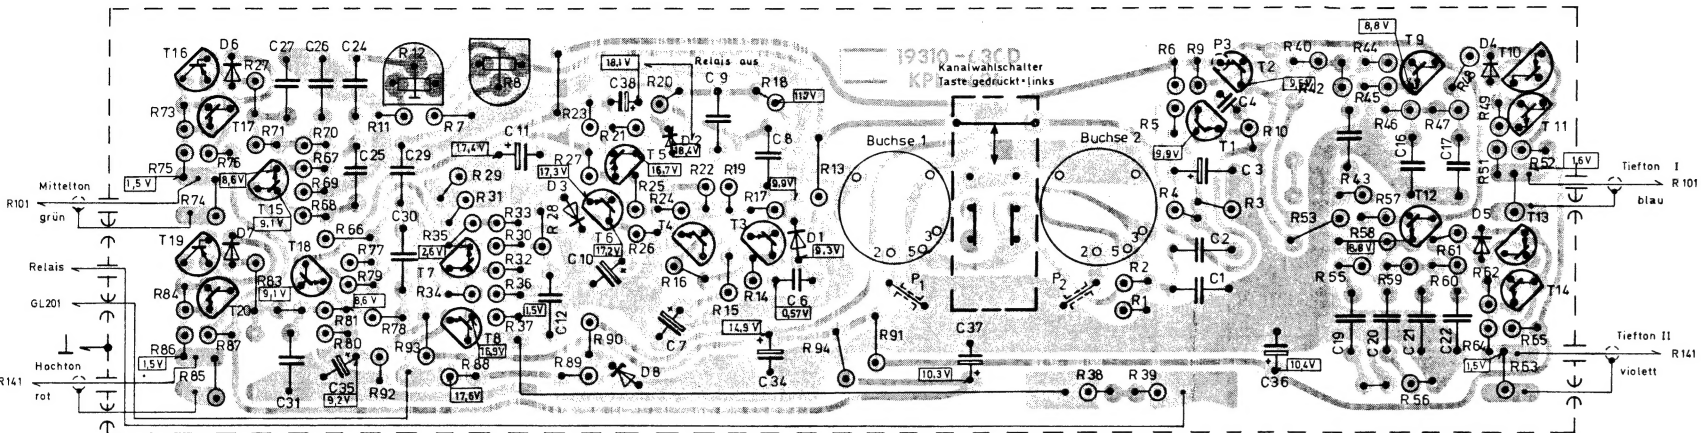 T16
D6
R27
C27
C26
C24
R12
R8
18,1V
C38
R20
Relais aus
C9
R18
11,7V
19310-63CD
Kanalwahlschalter
Taste gedrückt=links
R6
R9
P3
T2
9,6V
R40
R42
R44
8,8V
T9
R45
D4
T10
R73
T17
R71
R70
R11
R7
C11
17,4V
R23
R21
D2
18,4V
C8
R13
Buchse 1
Buchse 2
R5
9,9V
T1
C4
R10
R46
R47
R49
T11
R75
1,5V
R76
8,6V
R67
R69
R68
C25
C29
R29
R31
R27
17,3V
D3
T5
16,7V
R25
R24
R22
R19
9,9V
R17
C3
R4
R3
R43
C16
C17
R51
R52
1,6V
Mittelton
R101
grün
R74
T15
9,1V
R66
C30
R35
2,6V
R33
R30
R28
T6
17,2V
R26
T4
T3
D1
9,3V
2
5
3
2
5
3
C2
R53
R57
T12
R58
8,8V
R61
D5
T13
Tiefton I
R101
blau
T19
D7
T18
R77
R79
T7
R32
C10
R16
R14
C6
0,57V
P1
P2
R2
R1
C1
R55
R59
R60
R62
T14
Relais
GL201
R84
T20
R83
9,1V
8,6V
R81
R78
R34
R36
R37
1,5V
C12
R15
14,9V
C7
R86
R87
R80
R93
T8
16,9V
R90
R94
R91
C37
C19
C20
C21
C22
R64
R65
Hochton
R141
rot
1,5V
R85
C31
C35
9,2V
R92
R88
17,6V
R89
D8
C34
10,3V
R38
R39
C36
10,4V
R56
1,5V
R63
Tiefton II
R141
violett